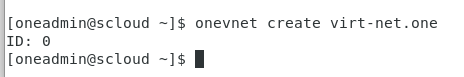 [oneadmin@scloud ~]$ onevnet create virt-net.one
ID: 0
[oneadmin@scloud ~]$